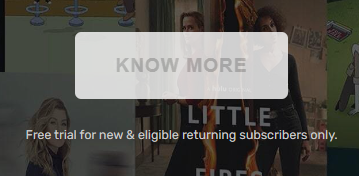 KNOW MORE
LITTLE
FIRES
Free trial for new & eligible returning subscribers only.